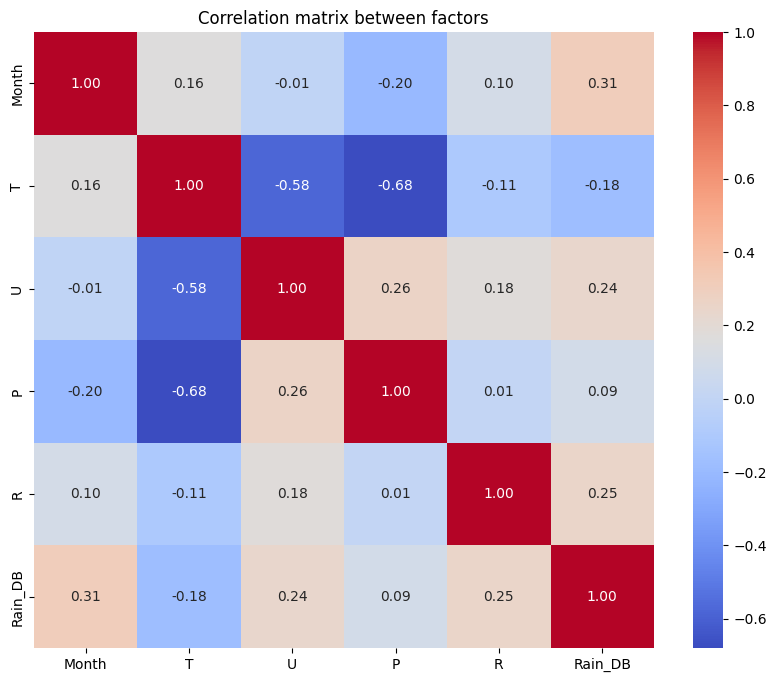 Correlation matrix between factors
Month 1.00 0.16 -0.01 -0.20 0.10 0.31
T 0.16 1.00 -0.58 -0.68 -0.11 -0.18
U -0.01 -0.58 1.00 0.26 0.18 0.24
P -0.20 -0.68 0.26 1.00 0.01 0.09
R 0.10 -0.11 0.18 0.01 1.00 0.25
Rain_DB 0.31 -0.18 0.24 0.09 0.25 1.00
Month T U P R Rain_DB
1.0
0.8
0.6
0.4
0.2
0.0
−0.2
−0.4
−0.6